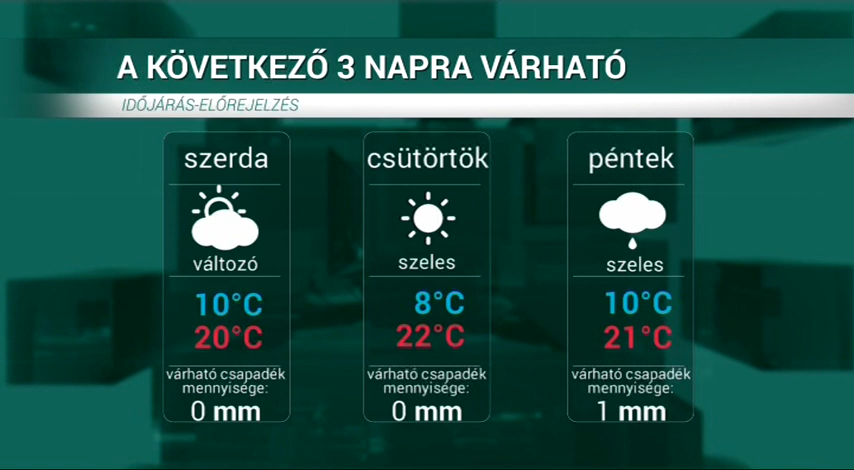 A KÖVETKEZŐ 3 NAPRA VÁRHATÓ
IDŐJÁRÁS-ELŐREJELZÉS
szerda
változó
10°C
20°C
várható csapadék
mennyisége:
0 mm
csütörtök
szeles
8°C
22°C
várható csapadék
mennyisége:
0 mm
péntek
szeles
10°C
21°C
várható csapadék
mennyisége:
1 mm